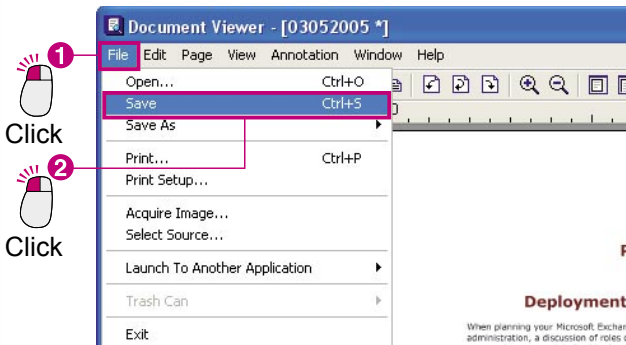 Document Viewer - [03052005 *]
1 File Edit Page View Annotation Window Help
Open... Ctrl+O
Click
Save Ctrl+S
Save As
2
Print... Ctrl+P
Print Setup...
Click
Acquire Image...
Select Source...
Launch To Another Application
Trash Can
Deployment
Exit
When planning your Microsoft Exchan
administration, a discussion of roles